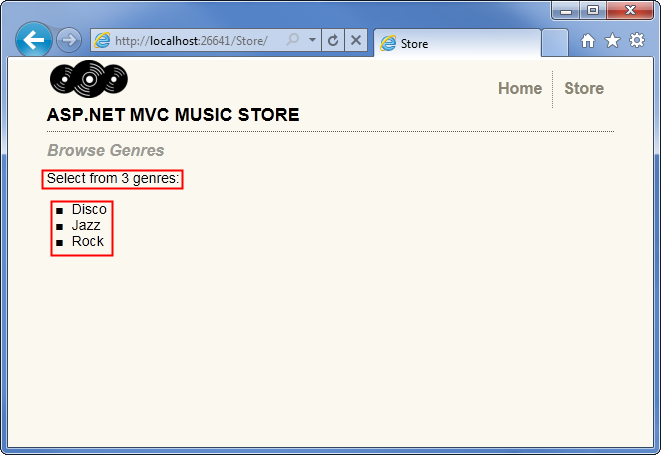 http://localhost:26641/Store/
Store
Home
Store
ASP.NET MVC MUSIC STORE
Browse Genres
Select from 3 genres:
Disco
Jazz
Rock